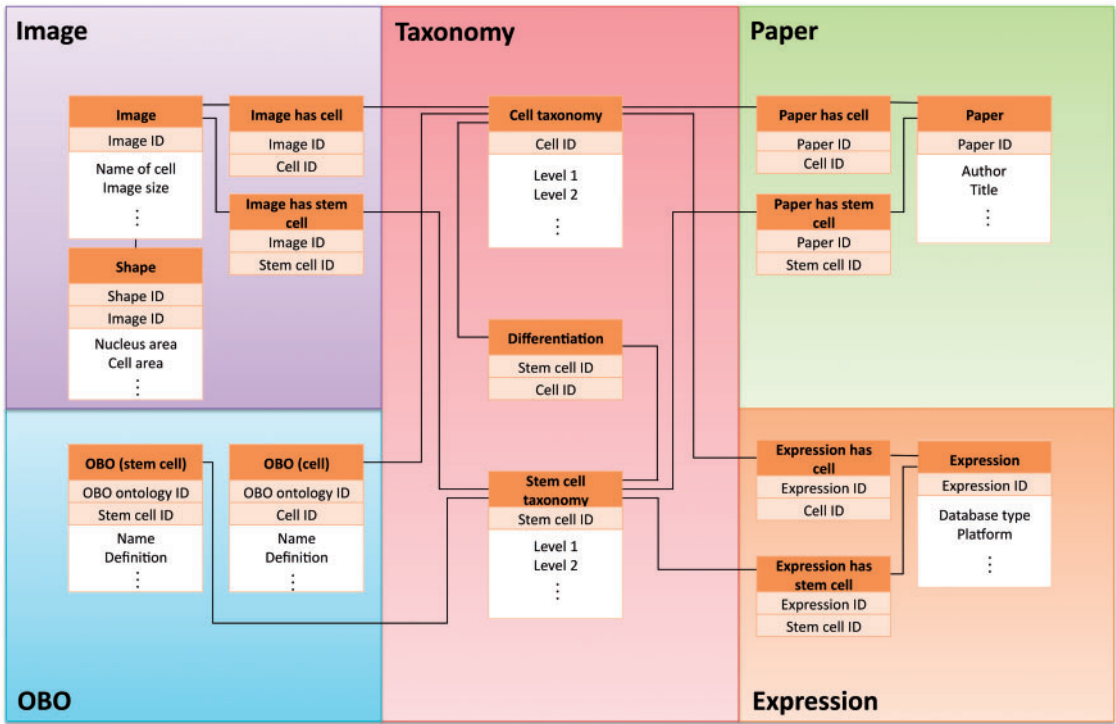 Image
Image
Image ID
Name of cell
Image size
⋮
Shape
Shape ID
Image ID
Nucleus area
Cell area
⋮
Image has cell
Image ID
Cell ID
Image has stem
cell
Image ID
Stem cell ID
Taxonomy
Cell taxonomy
Cell ID
Level 1
Level 2
⋮
Differentiation
Stem cell ID
Cell ID
Stem cell
taxonomy
Stem cell ID
Level 1
Level 2
⋮
Paper
Paper has cell
Paper ID
Cell ID
Paper has stem
cell
Paper ID
Stem cell ID
Paper
Paper ID
Author
Title
⋮
OBO (stem cell)
OBO ontology ID
Stem cell ID
Name
Definition
⋮
OBO (cell)
OBO ontology ID
Cell ID
Name
Definition
⋮
OBO
Expression has
cell
Expression ID
Cell ID
Expression has
stem cell
Expression ID
Stem cell ID
Expression
Expression ID
Database type
Platform
⋮
Expression